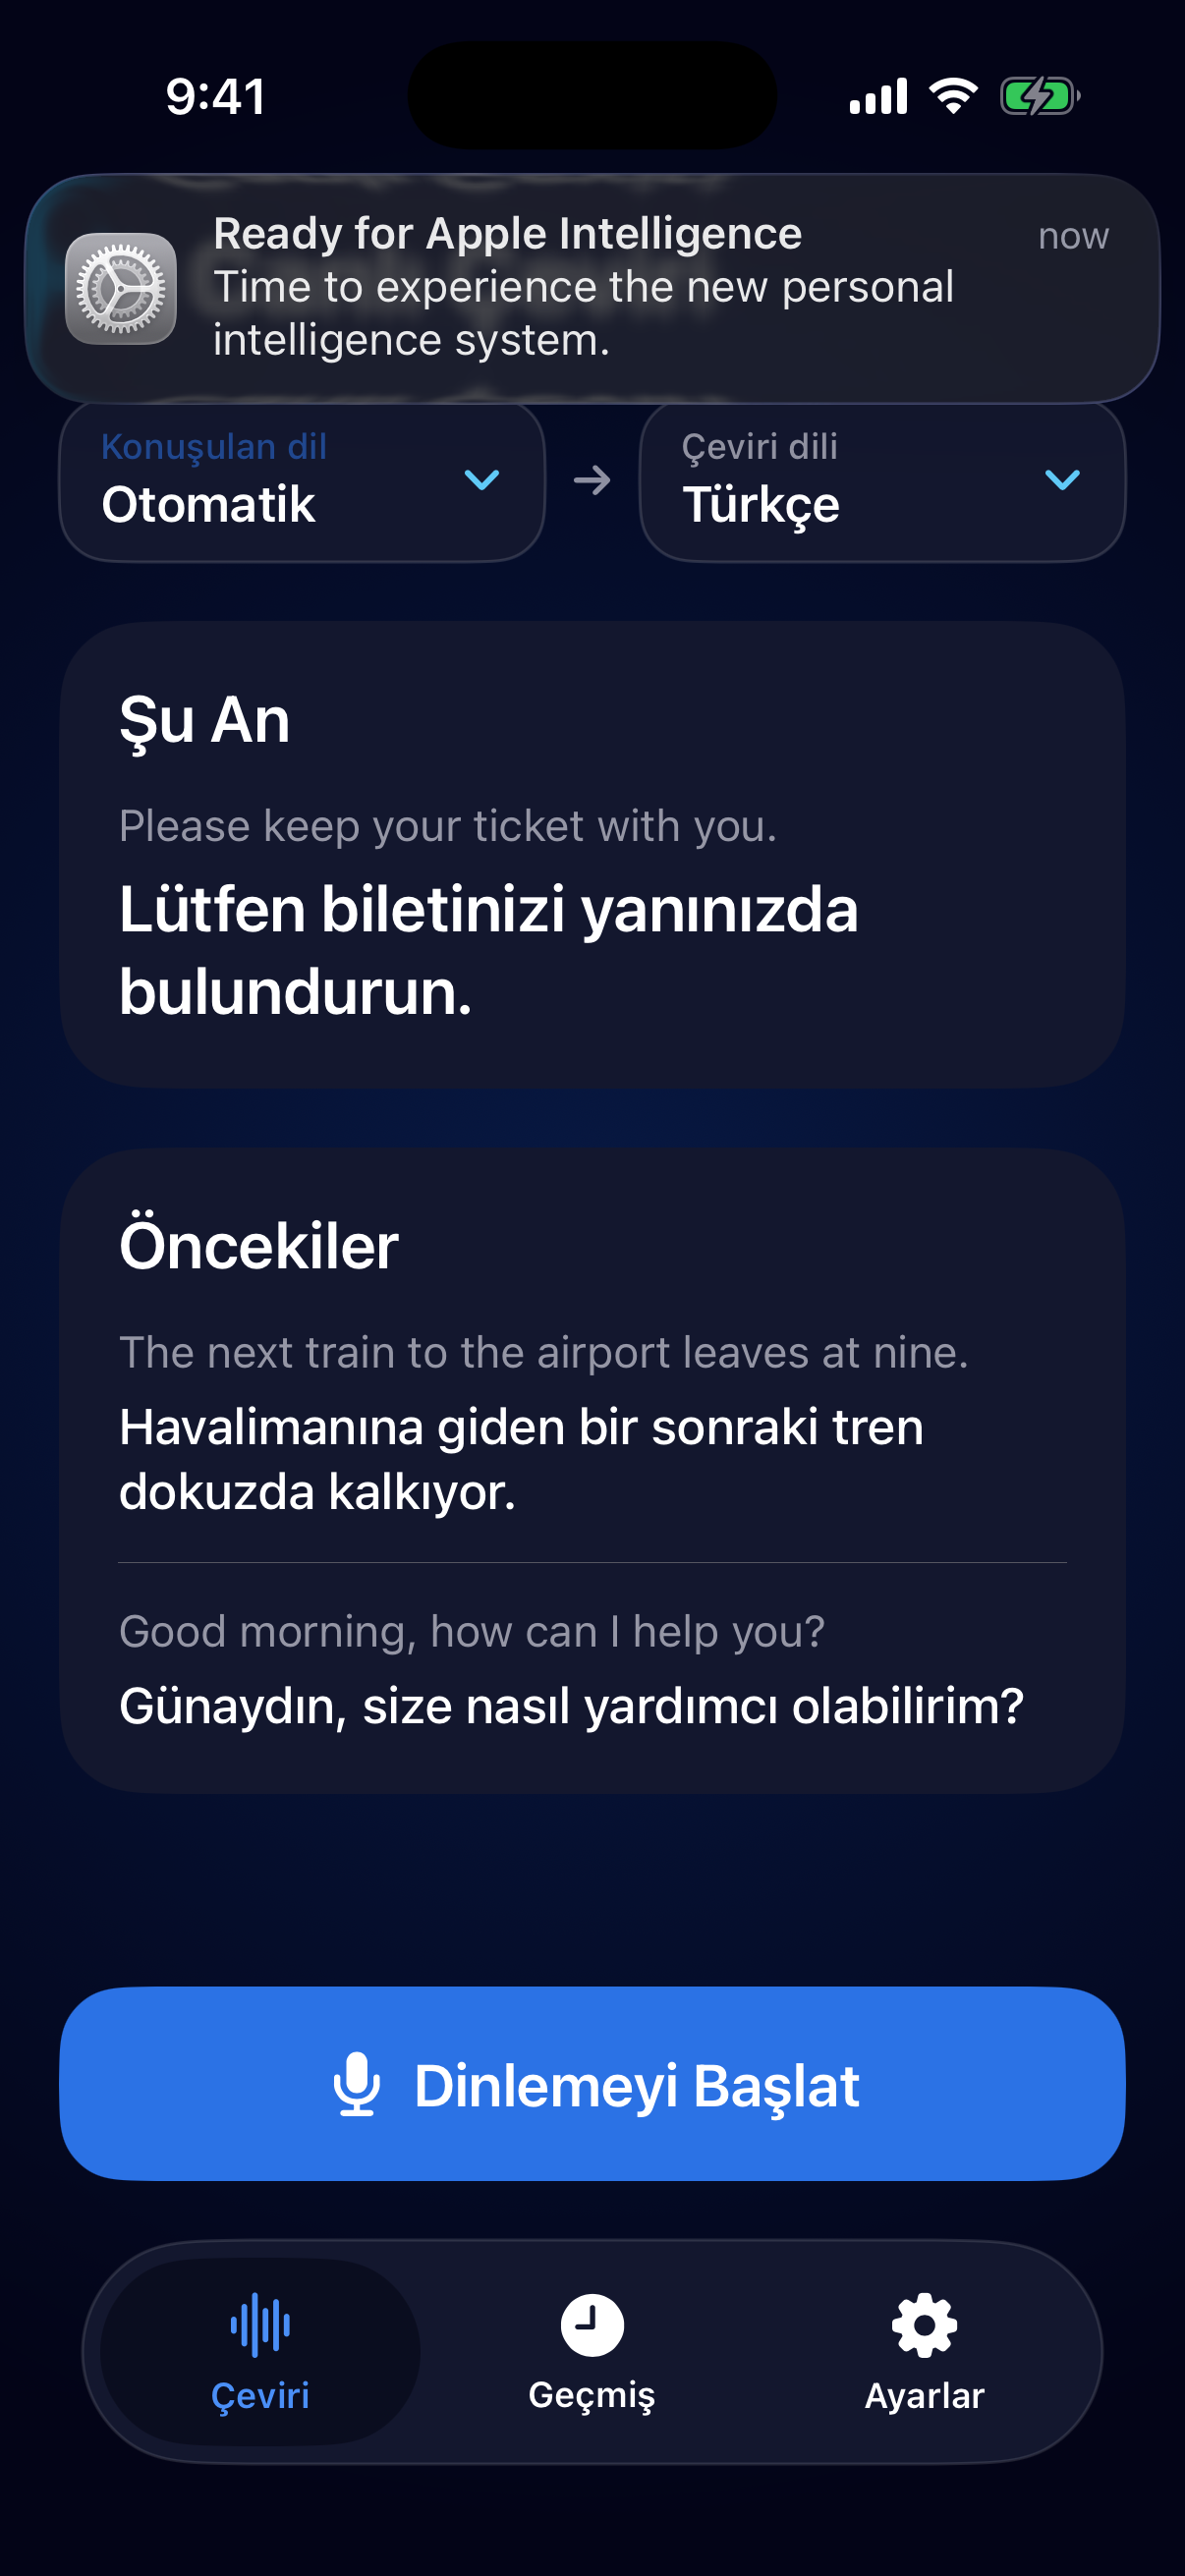 9:41
Ready for Apple Intelligence
now
Time to experience the new personal
intelligence system.
Konuşulan dil
Otomatik
Çeviri dili
Türkçe
Şu An
Please keep your ticket with you.
Lütfen biletinizi yanınızda
bulundurun.
Öncekiler
The next train to the airport leaves at nine.
Havalimanına giden bir sonraki tren
dokuzda kalkıyor.
Good morning, how can I help you?
Günaydın, size nasıl yardımcı olabilirim?
Dinlemeyi Başlat
Çeviri
Geçmiş
Ayarlar